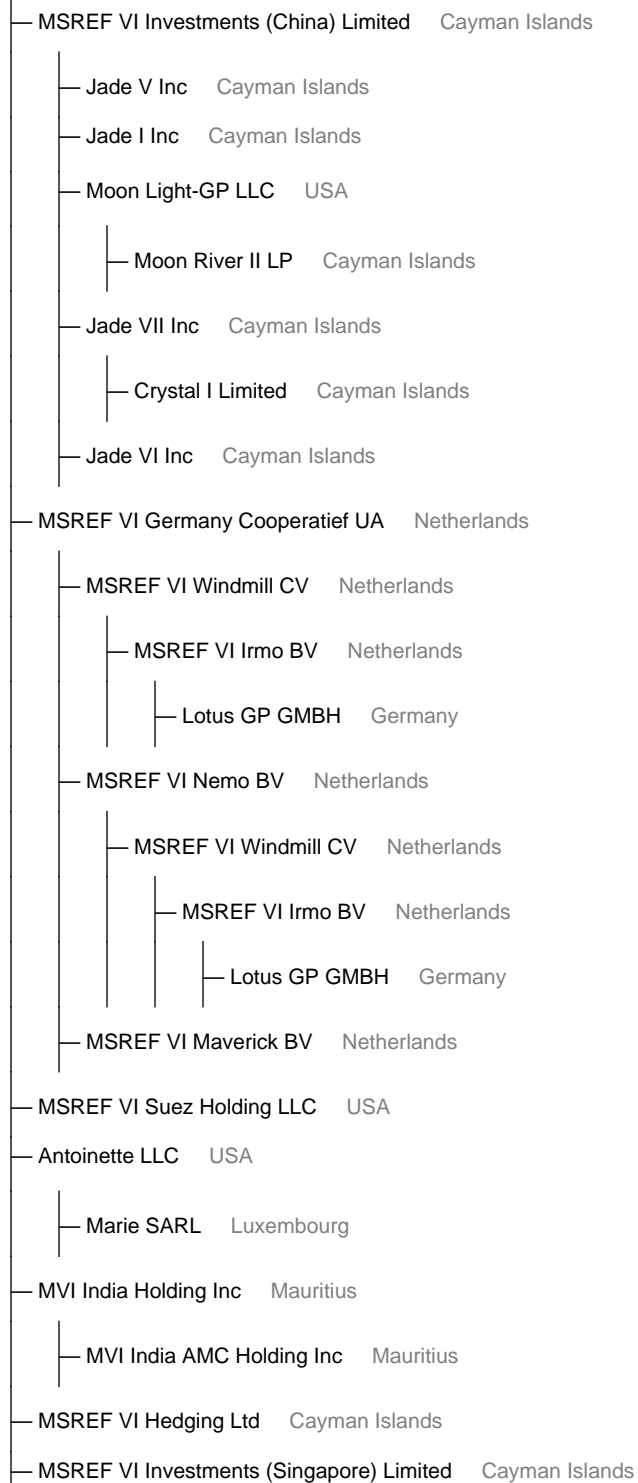 MSREF VI Investments (China) Limited Cayman Islands
Jade V Inc Cayman Islands
Jade I Inc Cayman Islands
Moon Light-GP LLC USA
Moon River II LP Cayman Islands
Jade VII Inc Cayman Islands
Crystal I Limited Cayman Islands
Jade VI Inc Cayman Islands
MSREF VI Germany Cooperatief UA Netherlands
MSREF VI Windmill CV Netherlands
MSREF VI Irmo BV Netherlands
Lotus GP GMBH Germany
MSREF VI Nemo BV Netherlands
MSREF VI Windmill CV Netherlands
MSREF VI Irmo BV Netherlands
Lotus GP GMBH Germany
MSREF VI Maverick BV Netherlands
MSREF VI Suez Holding LLC USA
Antoinette LLC USA
Marie SARL Luxembourg
MVI India Holding Inc Mauritius
MVI India AMC Holding Inc Mauritius
MSREF VI Hedging Ltd Cayman Islands
MSREF VI Investments (Singapore) Limited Cayman Islands